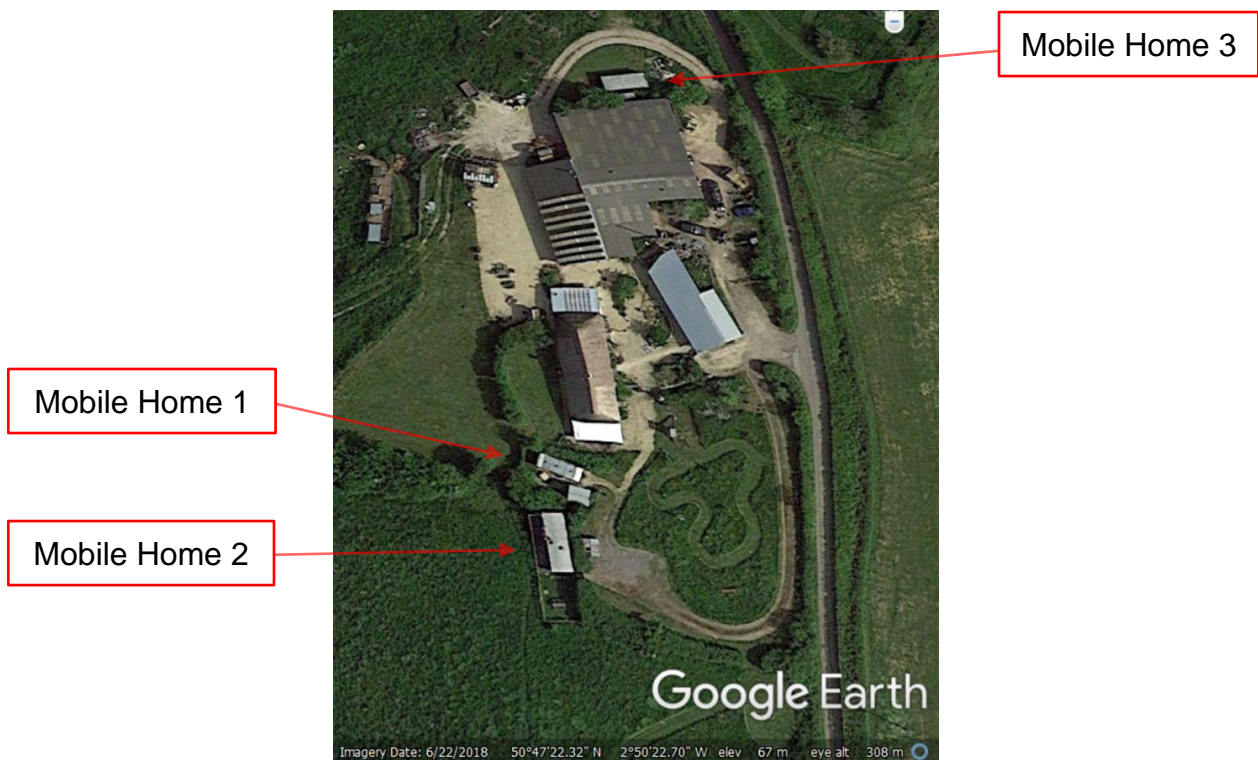 Mobile Home 3
Mobile Home 1
Mobile Home 2
Google Earth
Imagery Date: 6/22/2018 50°47'22.32" N 2°50'22.70" W elev 67 m eye alt 308 m